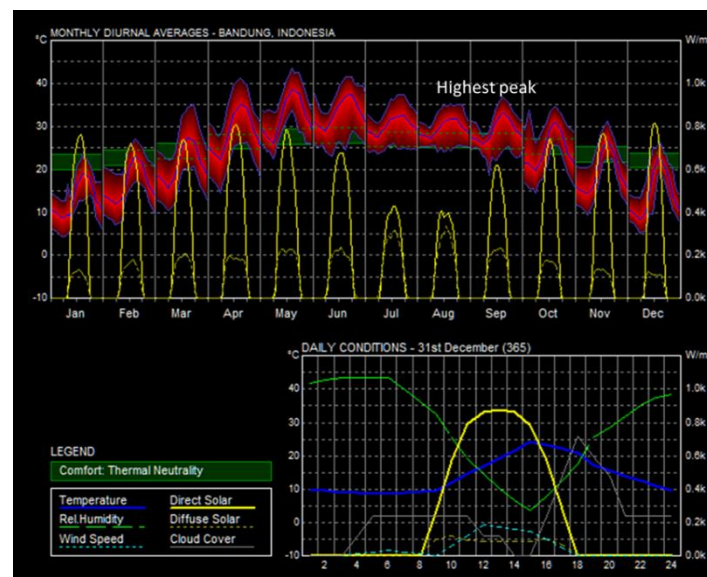 MONTHLY DIURNAL AVERAGES - BANDUNG, INDONESIA
°C W/m
40 1.0k
30 0.8k
20 0.6k
10 0.4k
0 0.2k
-10 0.0k
Highest peak
Jan Feb Mar Apr May Jun Jul Aug Sep Oct Nov Dec
DAILY CONDITIONS - 31st December (365)
°C W/m
40 1.0k
30 0.8k
20 0.6k
10 0.4k
0 0.2k
-10 0.0k
2 4 6 8 10 12 14 16 18 20 22 24
LEGEND
Comfort: Thermal Neutrality
Temperature Direct Solar
Rel.Humidity Diffuse Solar
Wind Speed Cloud Cover